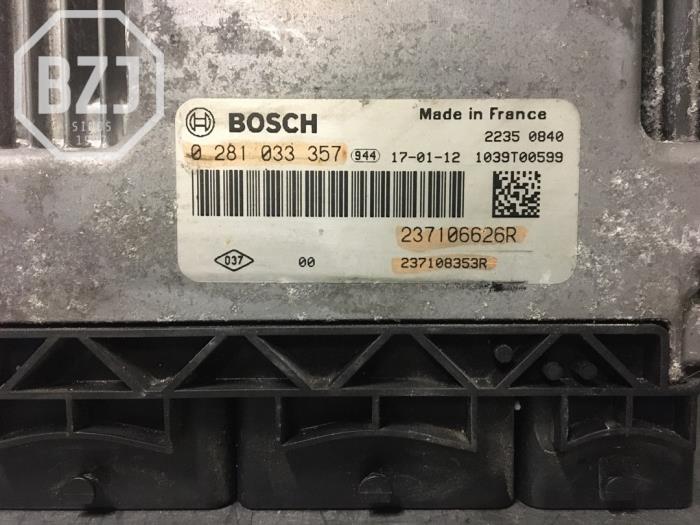 BZJ
SINDS
BOSCH
Made in France
2235 0840
0 281 033 357 944 17-01-12 1039T00599
237106626R
037 00 237108353R